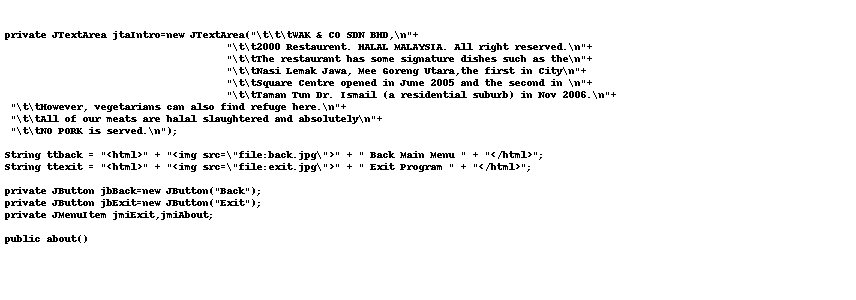 private JTextArea jtaIntro=new JTextArea("\t\t\tWAK & CO SDN BHD,\n"+
"\t\t2000 Restaurent. HALAL MALAYSIA. All right reserved.\n"+
"\t\tThe restaurant has some signature dishes such as the\n"+
"\t\tNasi Lemak Jawa, Mee Goreng Utara,the first in City\n"+
"\t\tSquare Centre opened in June 2005 and the second in \n"+
"\t\tTaman Tun Dr. Ismail (a residential suburb) in Nov 2006.\n"+
"\t\tHowever, vegetarians can also find refuge here.\n"+
"\t\tAll of our meats are halal slaughtered and absolutely\n"+
"\t\tNO PORK is served.\n");
String ttback = "<html>" + "<img src=\"file:back.jpg\">" + " Back Main Menu " + "</html>";
String ttexit = "<html>" + "<img src=\"file:exit.jpg\">" + " Exit Program " + "</html>";
private JButton jbBack=new JButton("Back");
private JButton jbExit=new JButton("Exit");
private JMenuItem jmiExit,jmiAbout;
public about()